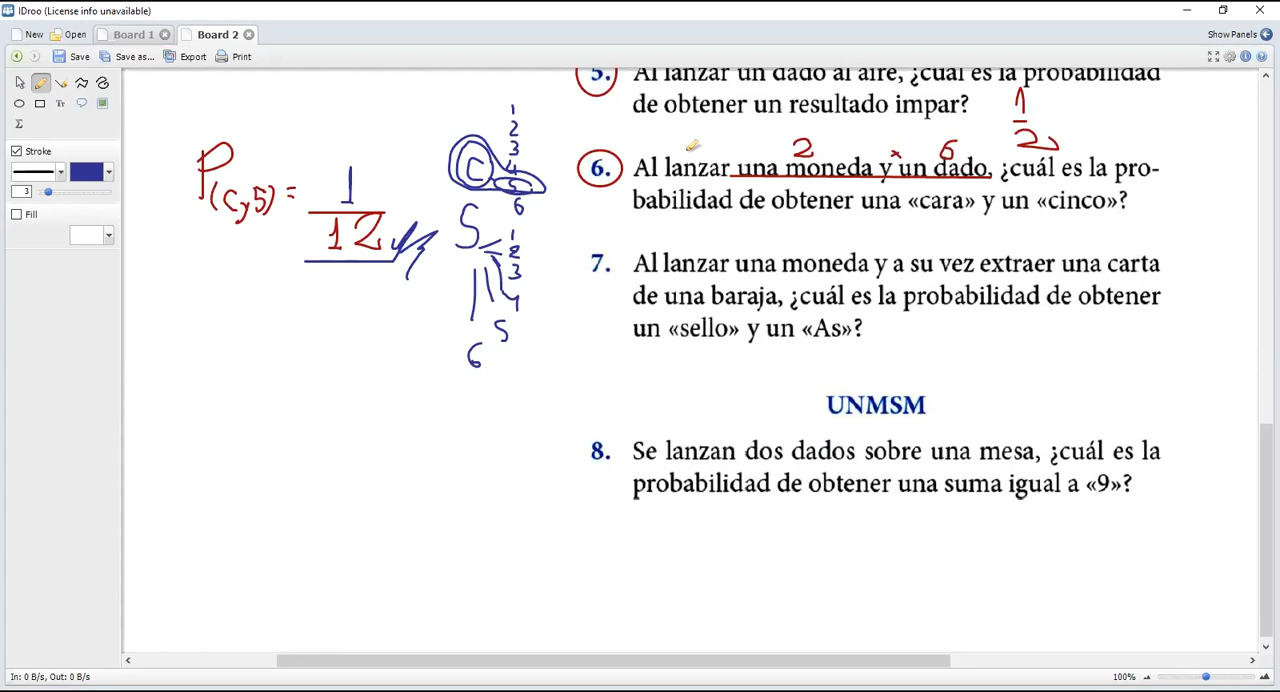 IDroo (License info unavailable)
New Open Board 1 Board 2 Show Panels
Save Save as... Export Print
Σ
Stroke
3
Fill
5. Al lanzar un dado al aire, ¿cuál es la probabilidad
de obtener un resultado impar?
1
2
2 x 6
6. Al lanzar una moneda y un dado, ¿cuál es la pro-
babilidad de obtener una «cara» y un «cinco»?
P(C y 5) = 1
12
C
1
2
3
4
5
6
S
1
2
3
4
5
6
7. Al lanzar una moneda y a su vez extraer una carta
de una baraja, ¿cuál es la probabilidad de obtener
un «sello» y un «As»?
UNMSM
8. Se lanzan dos dados sobre una mesa, ¿cuál es la
probabilidad de obtener una suma igual a «9»?
In: 0 B/s, Out: 0 B/s 100%